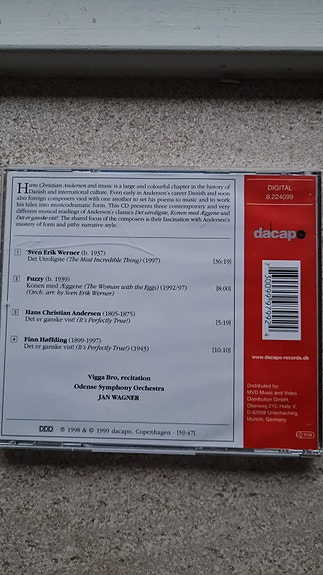 Hans Christian Andersen and music is a large and colourful chapter in the history of
Danish and international culture. Even early in Andersen's career Danish and soon
also foreign composers vied with one another to set his poems to music and to work
his tales into musicodramatic form. This CD presents three contemporary and very
different musical readings of Andersen's classics Det utroligste, Konen med Æggene and
Det er ganske vist! The shared focus of the composers is their fascination with Andersen's
mastery of form and pithy narrative style.
1 Sven Erik Werner (b. 1937)
Det Utroligste (The Most Incredible Thing) (1997) [36:19]
2 Fuzzy (b. 1939)
Konen med Æggene (The Woman with the Eggs) (1992/97) [8:00]
(Orch. arr. by Sven Erik Werner)
3 Hans Christian Andersen (1805-1875)
Det er ganske vist! (It's Perfectly True!) [5:19]
4 Finn Høffding (1899-1997)
Det er ganske vist! (It's Perfectly True!) (1943) [10:10]
Vigga Bro, recitation
Odense Symphony Orchestra
JAN WAGNER
DDD · ℗ 1998 & © 1999 dacapo, Copenhagen · [59:47]
DIGITAL
8.224099
dacapo
www.dacapo-records.dk
Distributed by:
MVD Music and Video
Distribution GmbH
Oberweg 21C-Halle V
D-82008 Unterhaching,
Munich, Germany